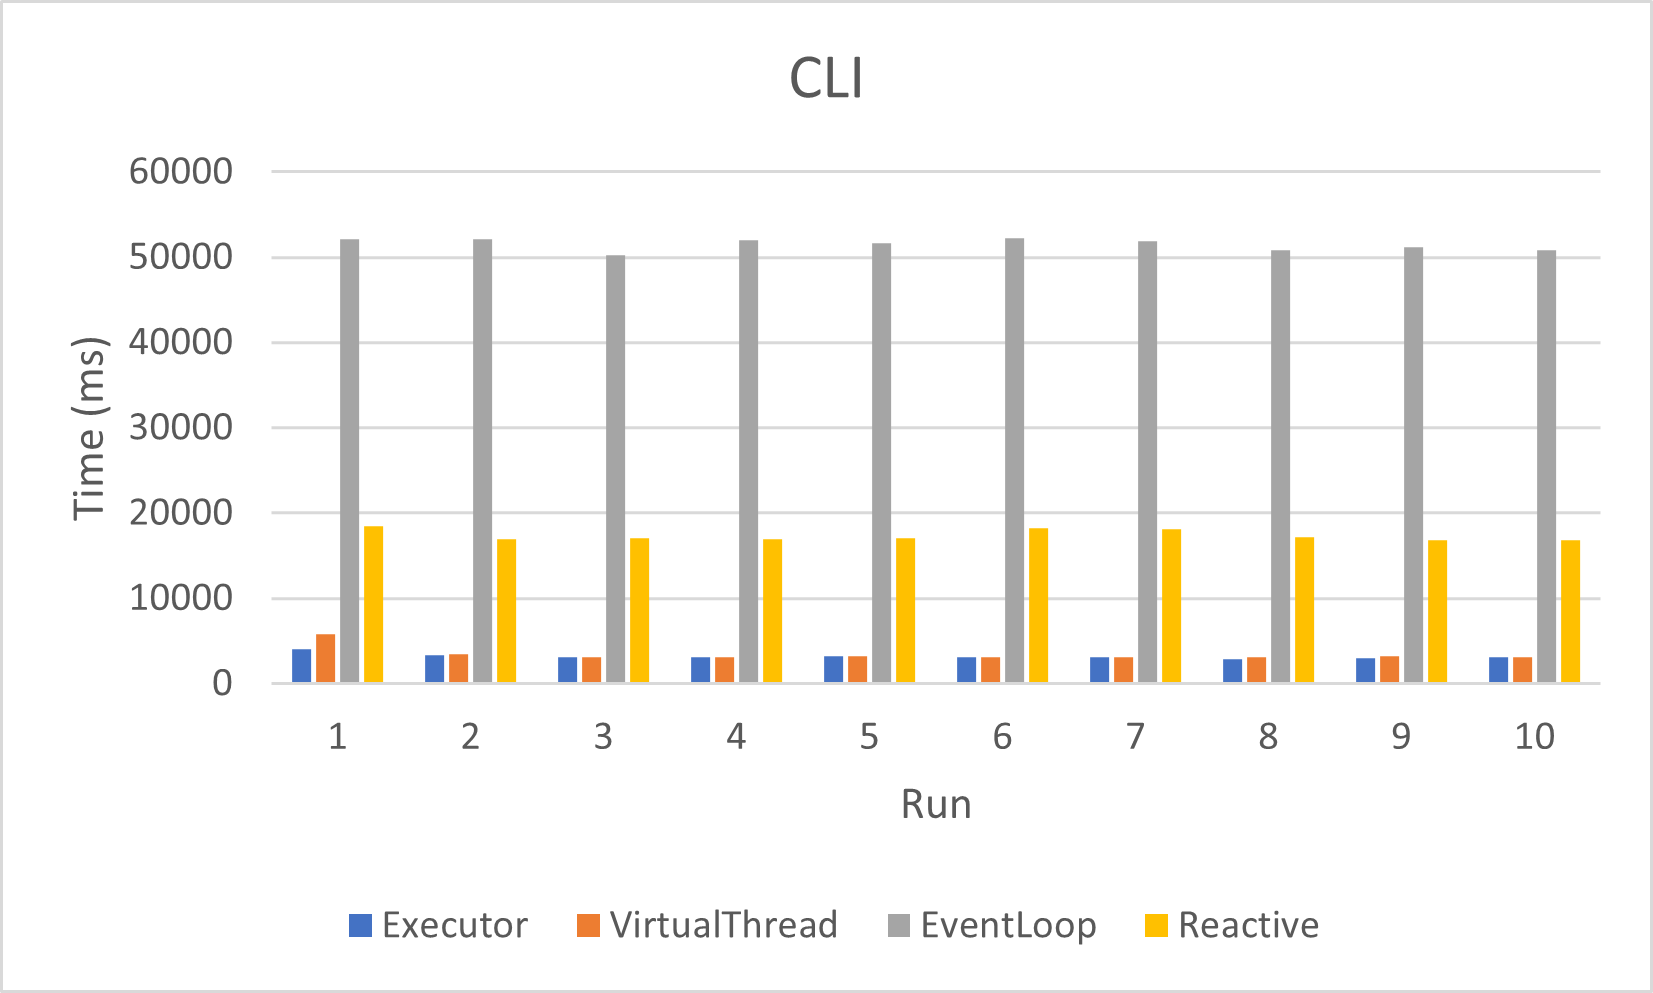 CLI
60000
50000
40000
30000
20000
10000
0
Time (ms)
1 2 3 4 5 6 7 8 9 10
Run
Executor VirtualThread EventLoop Reactive